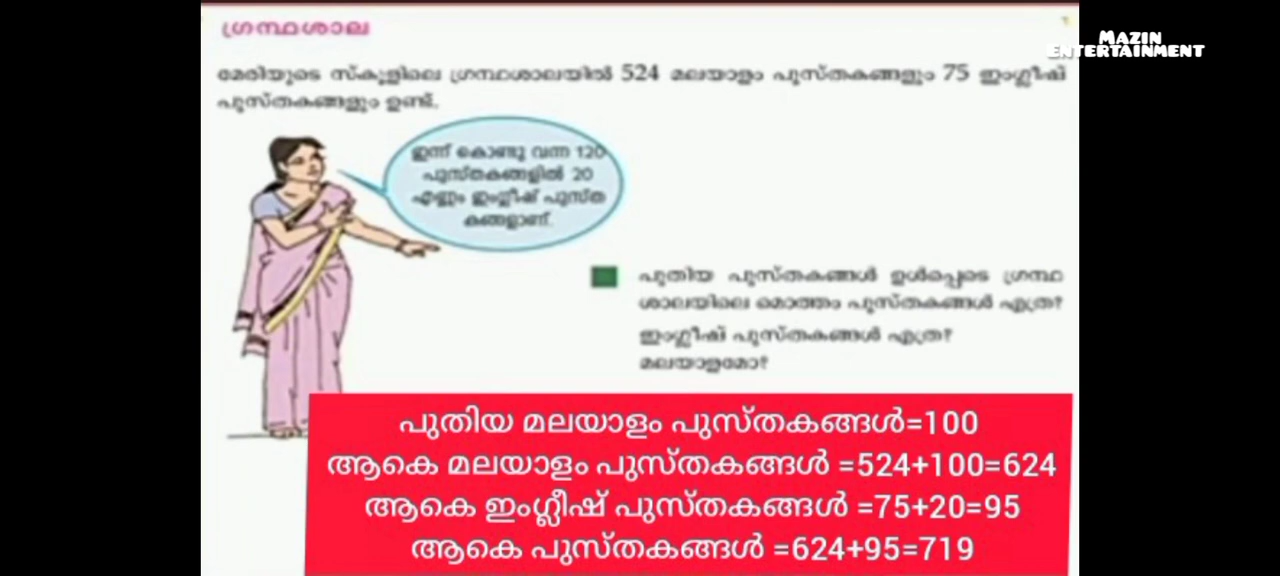 ഗ്രന്ഥശാല
MAZIN
ENTERTAINMENT
മേരിയുടെ സ്കൂളിലെ ഗ്രന്ഥശാലയിൽ 524 മലയാളം പുസ്തകങ്ങളും 75 ഇംഗ്ലീഷ്
പുസ്തകങ്ങളും ഉണ്ട്.
ഇന്ന് കൊണ്ടു വന്ന 120
പുസ്തകങ്ങളിൽ 20
എണ്ണം ഇംഗ്ലീഷ് പുസ്ത
കങ്ങളാണ്.
പുതിയ പുസ്തകങ്ങൾ ഉൾപ്പെടെ ഗ്രന്ഥ
ശാലയിലെ മൊത്തം പുസ്തകങ്ങൾ എത്ര?
ഇംഗ്ലീഷ് പുസ്തകങ്ങൾ എത്ര?
മലയാളമോ?
പുതിയ മലയാളം പുസ്തകങ്ങൾ=100
ആകെ മലയാളം പുസ്തകങ്ങൾ =524+100=624
ആകെ ഇംഗ്ലീഷ് പുസ്തകങ്ങൾ =75+20=95
ആകെ പുസ്തകങ്ങൾ =624+95=719